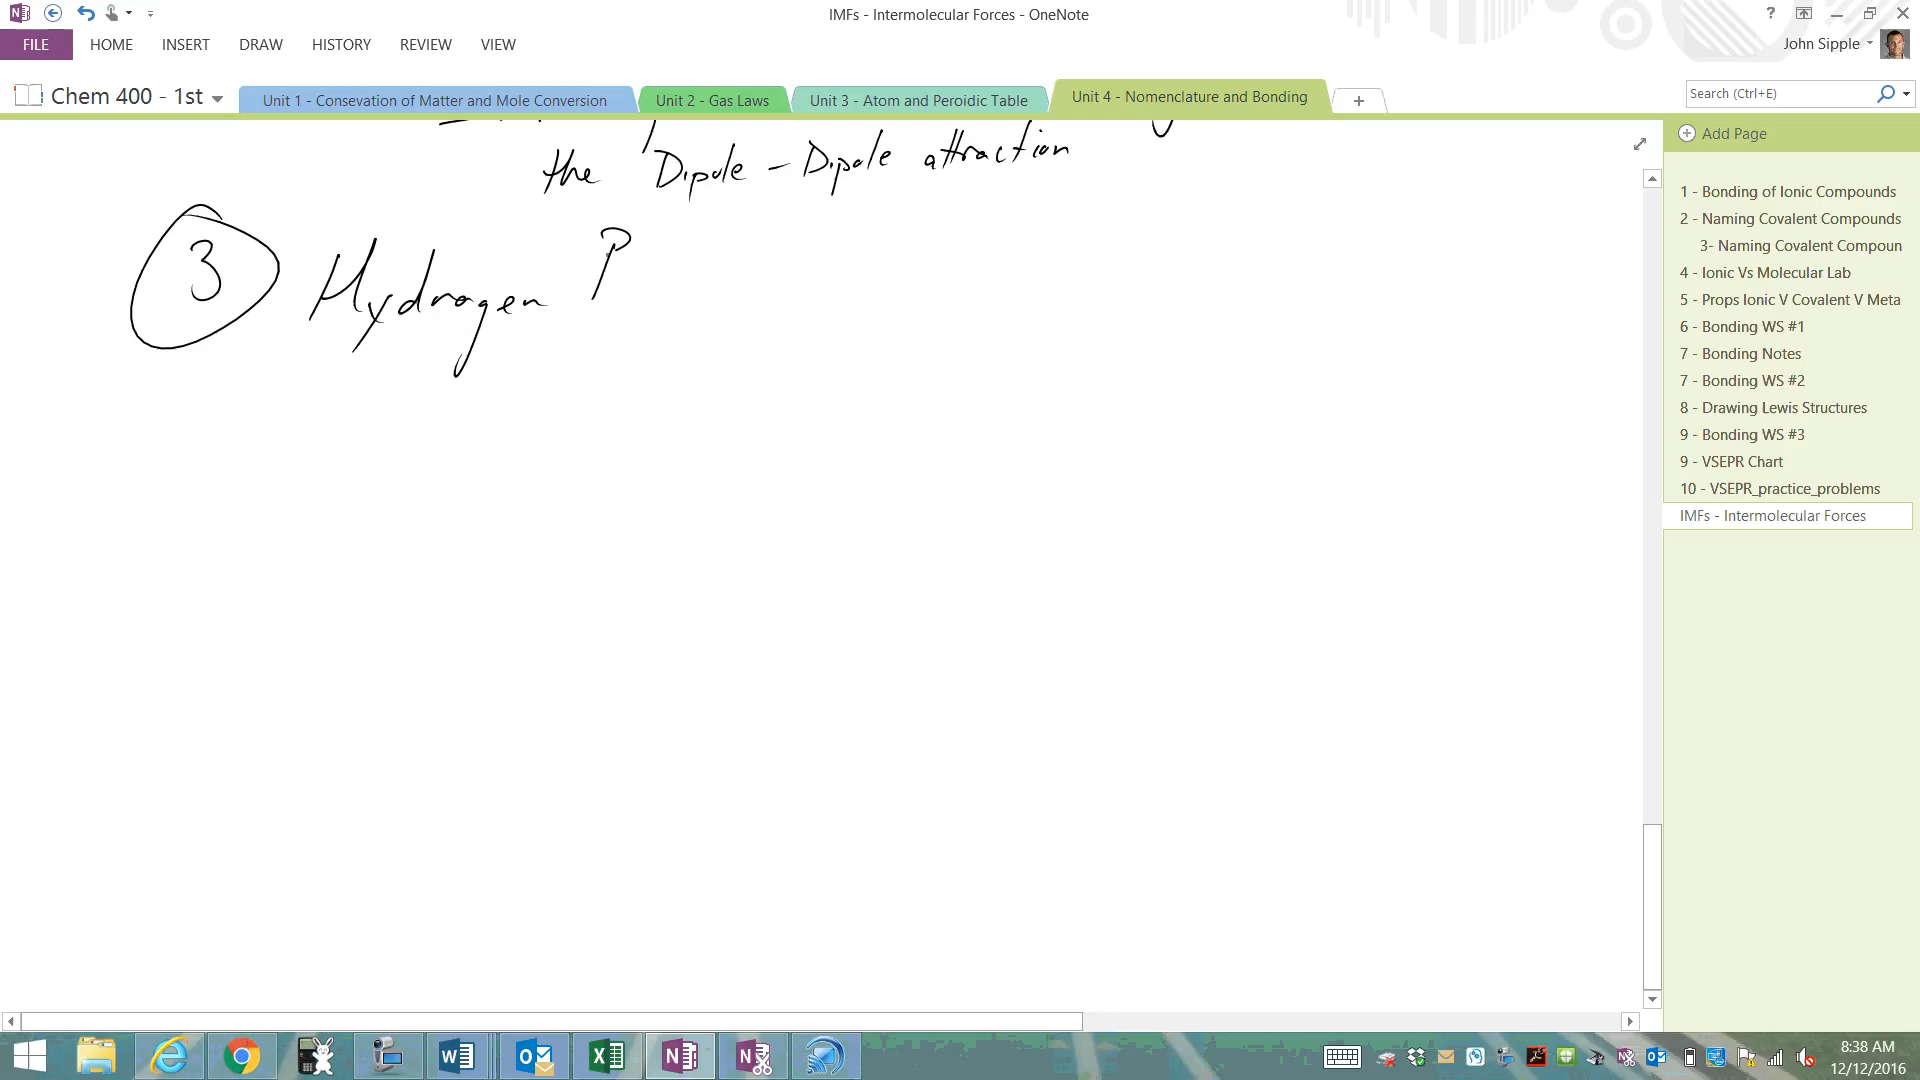 IMFs - Intermolecular Forces - OneNote
?
FILE
HOME
INSERT
DRAW
HISTORY
REVIEW
VIEW
John Sipple
Chem 400 - 1st
Unit 1 - Consevation of Matter and Mole Conversion
Unit 2 - Gas Laws
Unit 3 - Atom and Peroidic Table
Unit 4 - Nomenclature and Bonding
+
Search (Ctrl+E)
the Dipole - Dipole attraction
3 Hydrogen P
Add Page
1 - Bonding of Ionic Compounds
2 - Naming Covalent Compounds
3- Naming Covalent Compoun
4 - Ionic Vs Molecular Lab
5 - Props Ionic V Covalent V Meta
6 - Bonding WS #1
7 - Bonding Notes
7 - Bonding WS #2
8 - Drawing Lewis Structures
9 - Bonding WS #3
9 - VSEPR Chart
10 - VSEPR_practice_problems
IMFs - Intermolecular Forces
8:38 AM
12/12/2016